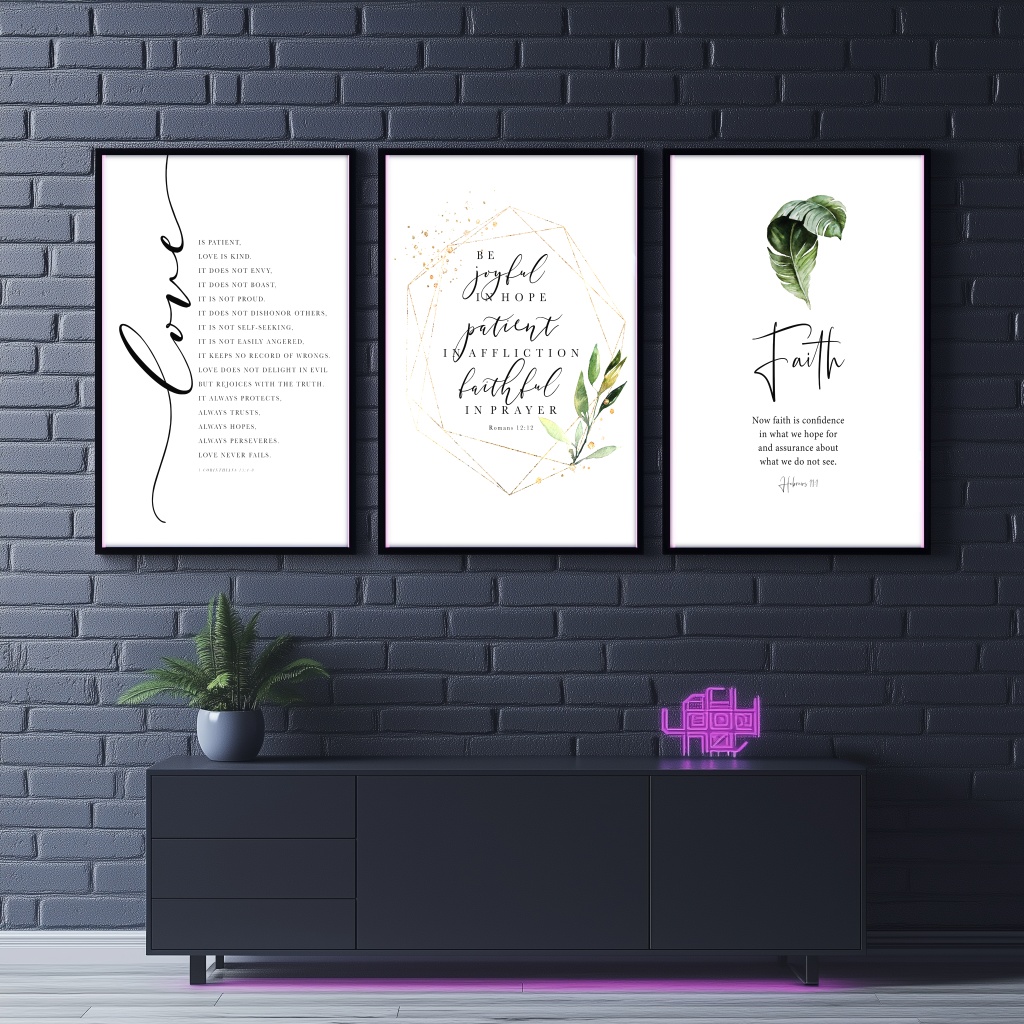 love
IS PATIENT,
LOVE IS KIND.
IT DOES NOT ENVY,
IT DOES NOT BOAST,
IT IS NOT PROUD.
IT DOES NOT DISHONOR OTHERS,
IT IS NOT SELF-SEEKING,
IT IS NOT EASILY ANGERED,
IT KEEPS NO RECORD OF WRONGS.
LOVE DOES NOT DELIGHT IN EVIL
BUT REJOICES WITH THE TRUTH.
IT ALWAYS PROTECTS,
ALWAYS TRUSTS,
ALWAYS HOPES,
ALWAYS PERSEVERES.
LOVE NEVER FAILS.
BE
joyful
IN HOPE
patient
IN AFFLICTION
faithful
IN PRAYER
Romans 12:12
Faith
Now faith is confidence
in what we hope for
and assurance about
what we do not see.
Hebrews 11:1